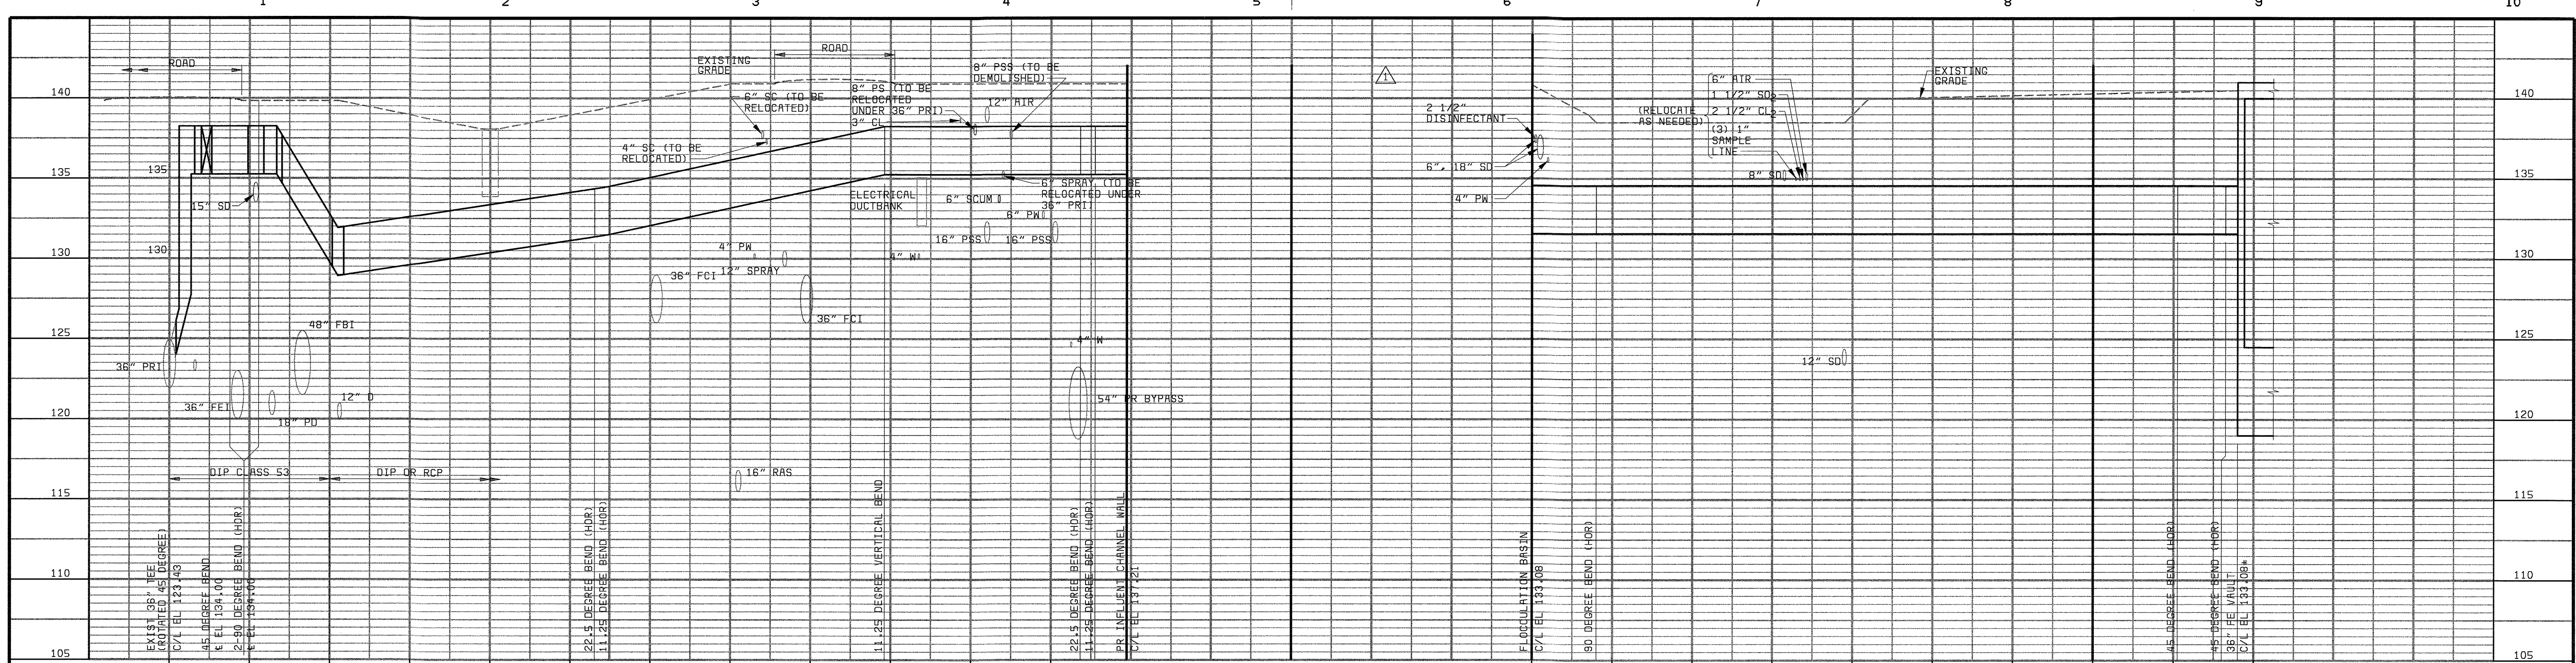 1 2 3 4 5 6 7 8 9 10
ROAD
ROAD
EXISTING
GRADE
8" PSS (TO BE
DEMOLISHED)
6" SC (TO BE
RELOCATED)
8" PS (TO BE
RELOCATED
UNDER 36" PRI)
3" CL
12" AIR
4" SC (TO BE
RELOCATED)
1
2 1/2"
DISINFECTANT
6", 18" SD
4" PW
(RELOCATE
AS NEEDED)
6" AIR
1 1/2" SO2
2 1/2" CL2
(3) 1"
SAMPLE
LINE
8" SD
EXISTING
GRADE
140
140
135
135
135
130
130
130
125
125
120
120
115
115
110
110
105
105
15" SD
ELECTRICAL
DUCTBANK
6" SCUM
6" SPRAY (TO BE
RELOCATED UNDER
36" PRI)
6" PW
16" PSS
16" PSS
4" PW
12" SPRAY
4" W
36" FCI
36" FCI
48" FBI
36" PRI
36" FEI
18" PD
12" D
4" W
54" PR BYPASS
12" SD
DIP CLASS 53
DIP OR RCP
16" RAS
EXIST 36" TEE
(ROTATED 45 DEGREE)
C/L EL 123.43
45 DEGREE BEND
℄ EL 134.00
2-90 DEGREE BEND (HOR)
℄ EL 134.00
22.5 DEGREE BEND (HOR)
11.25 DEGREE BEND (HOR)
11.25 DEGREE VERTICAL BEND
22.5 DEGREE BEND (HOR)
11.25 DEGREE BEND (HOR)
PR INFLUENT CHANNEL WALL
C/L EL 137.21
FLOCCULATION BASIN
C/L EL 133.08
90 DEGREE BEND (HOR)
45 DEGREE BEND (HOR)
45 DEGREE BEND (HOR)
36" FE VAULT
C/L EL 133.08*